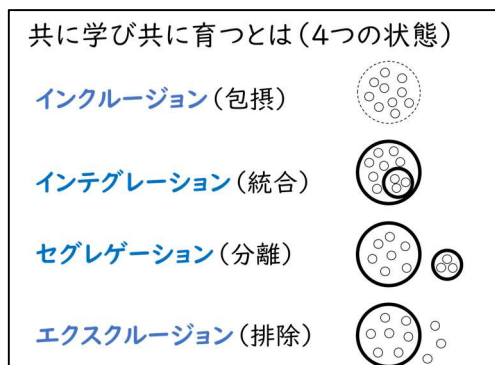 共に学び共に育つとは(4つの状態)
インクルージョン(包摂)
インテグレーション(統合)
セグレゲーション(分離)
エクスクルージョン(排除)